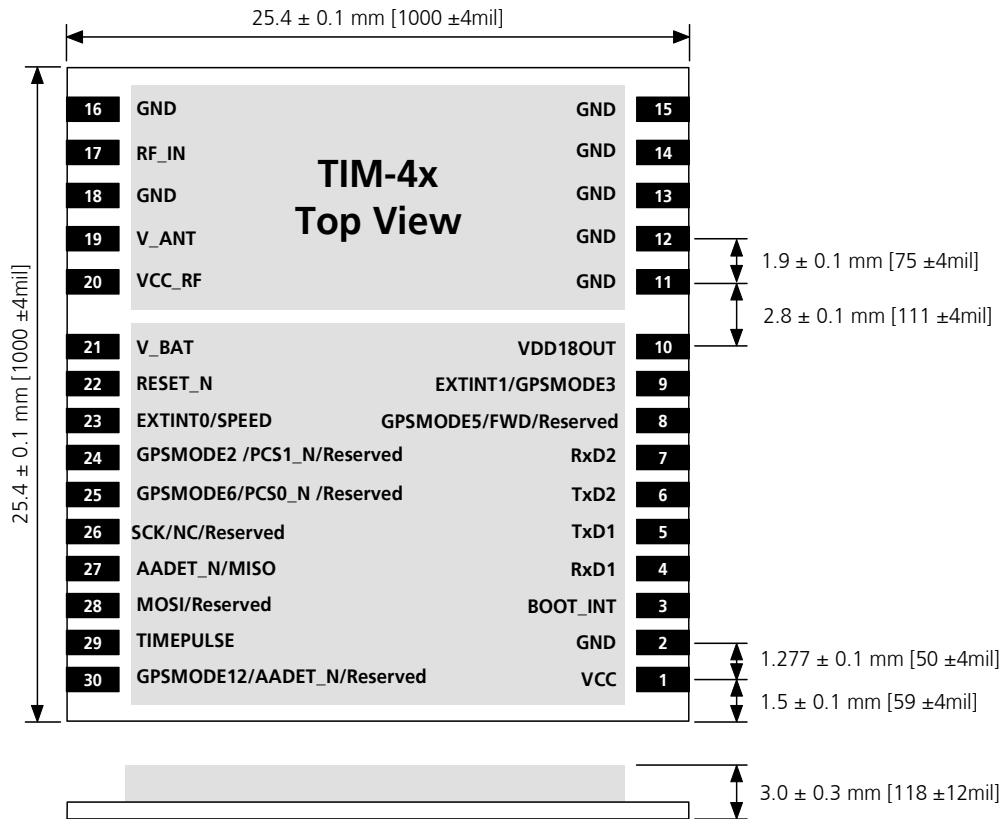 25.4 ± 0.1 mm [1000 ±4mil]
25.4 ± 0.1 mm [1000 ±4mil]
TIM-4x
Top View
16 GND GND 15
17 RF_IN GND 14
18 GND GND 13
19 V_ANT GND 12
20 VCC_RF GND 11
1.9 ± 0.1 mm [75 ±4mil]
2.8 ± 0.1 mm [111 ±4mil]
21 V_BAT VDD18OUT 10
22 RESET_N EXTINT1/GPSMODE3 9
23 EXTINT0/SPEED GPSMODE5/FWD/Reserved 8
24 GPSMODE2 /PCS1_N/Reserved RxD2 7
25 GPSMODE6/PCS0_N /Reserved TxD2 6
26 SCK/NC/Reserved TxD1 5
27 AADET_N/MISO RxD1 4
28 MOSI/Reserved BOOT_INT 3
29 TIMEPULSE GND 2
30 GPSMODE12/AADET_N/Reserved VCC 1
1.277 ± 0.1 mm [50 ±4mil]
1.5 ± 0.1 mm [59 ±4mil]
3.0 ± 0.3 mm [118 ±12mil]